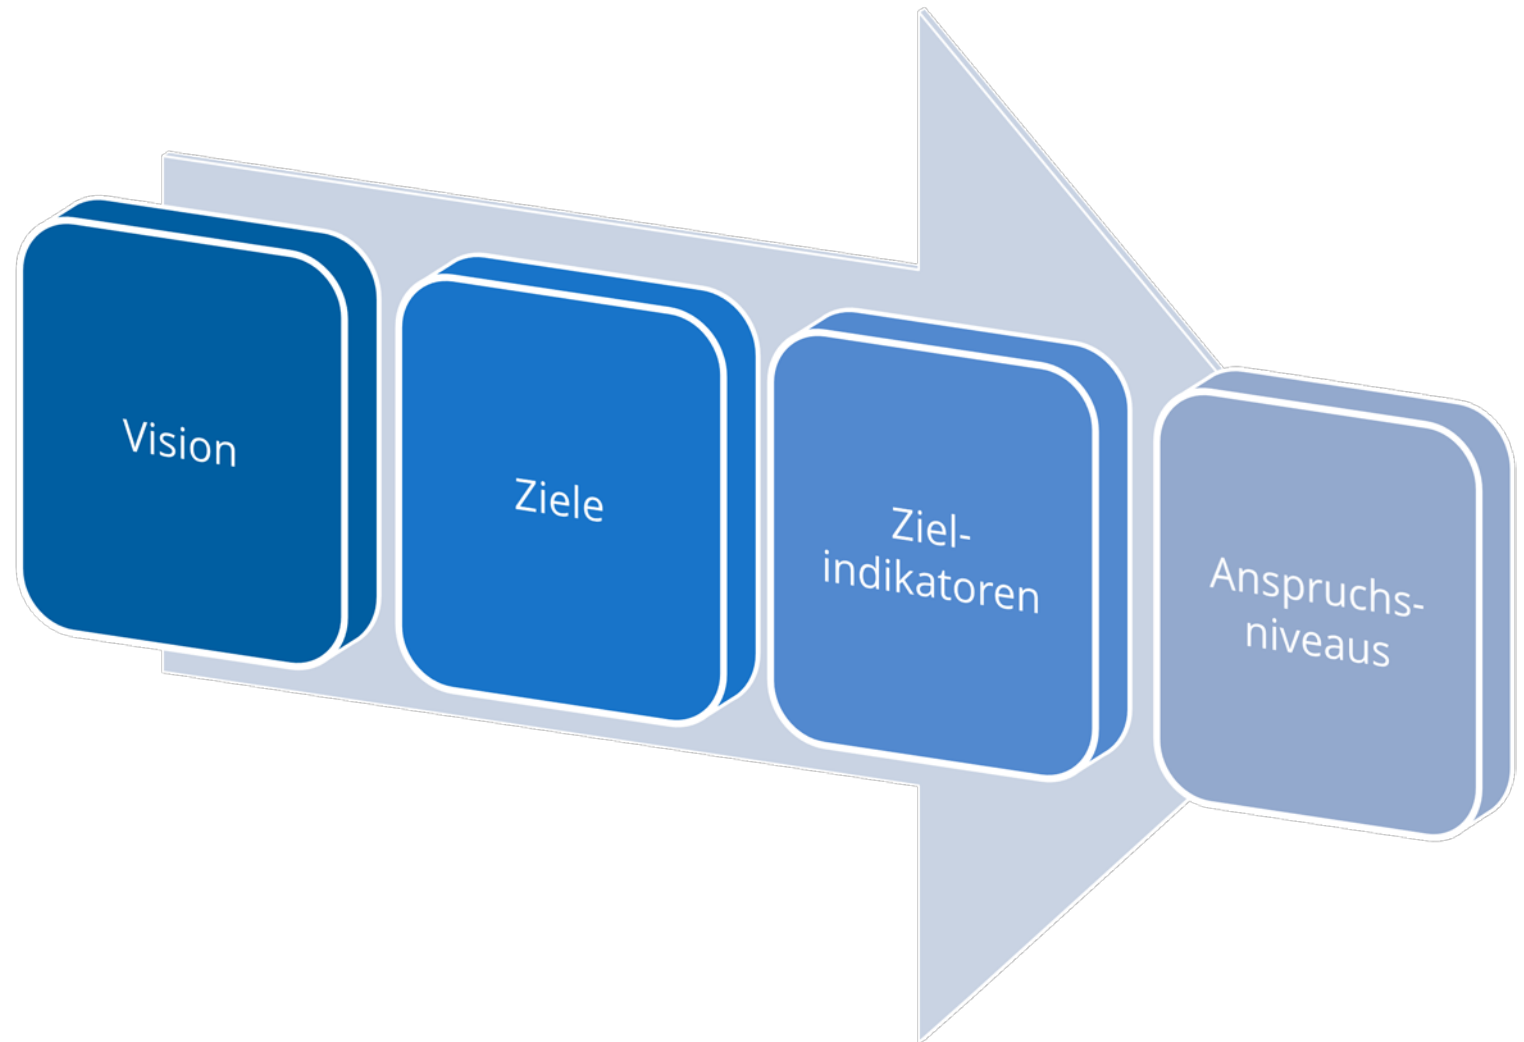 Vision
Ziele
Ziel-
indikatoren
Anspruchs-
niveaus